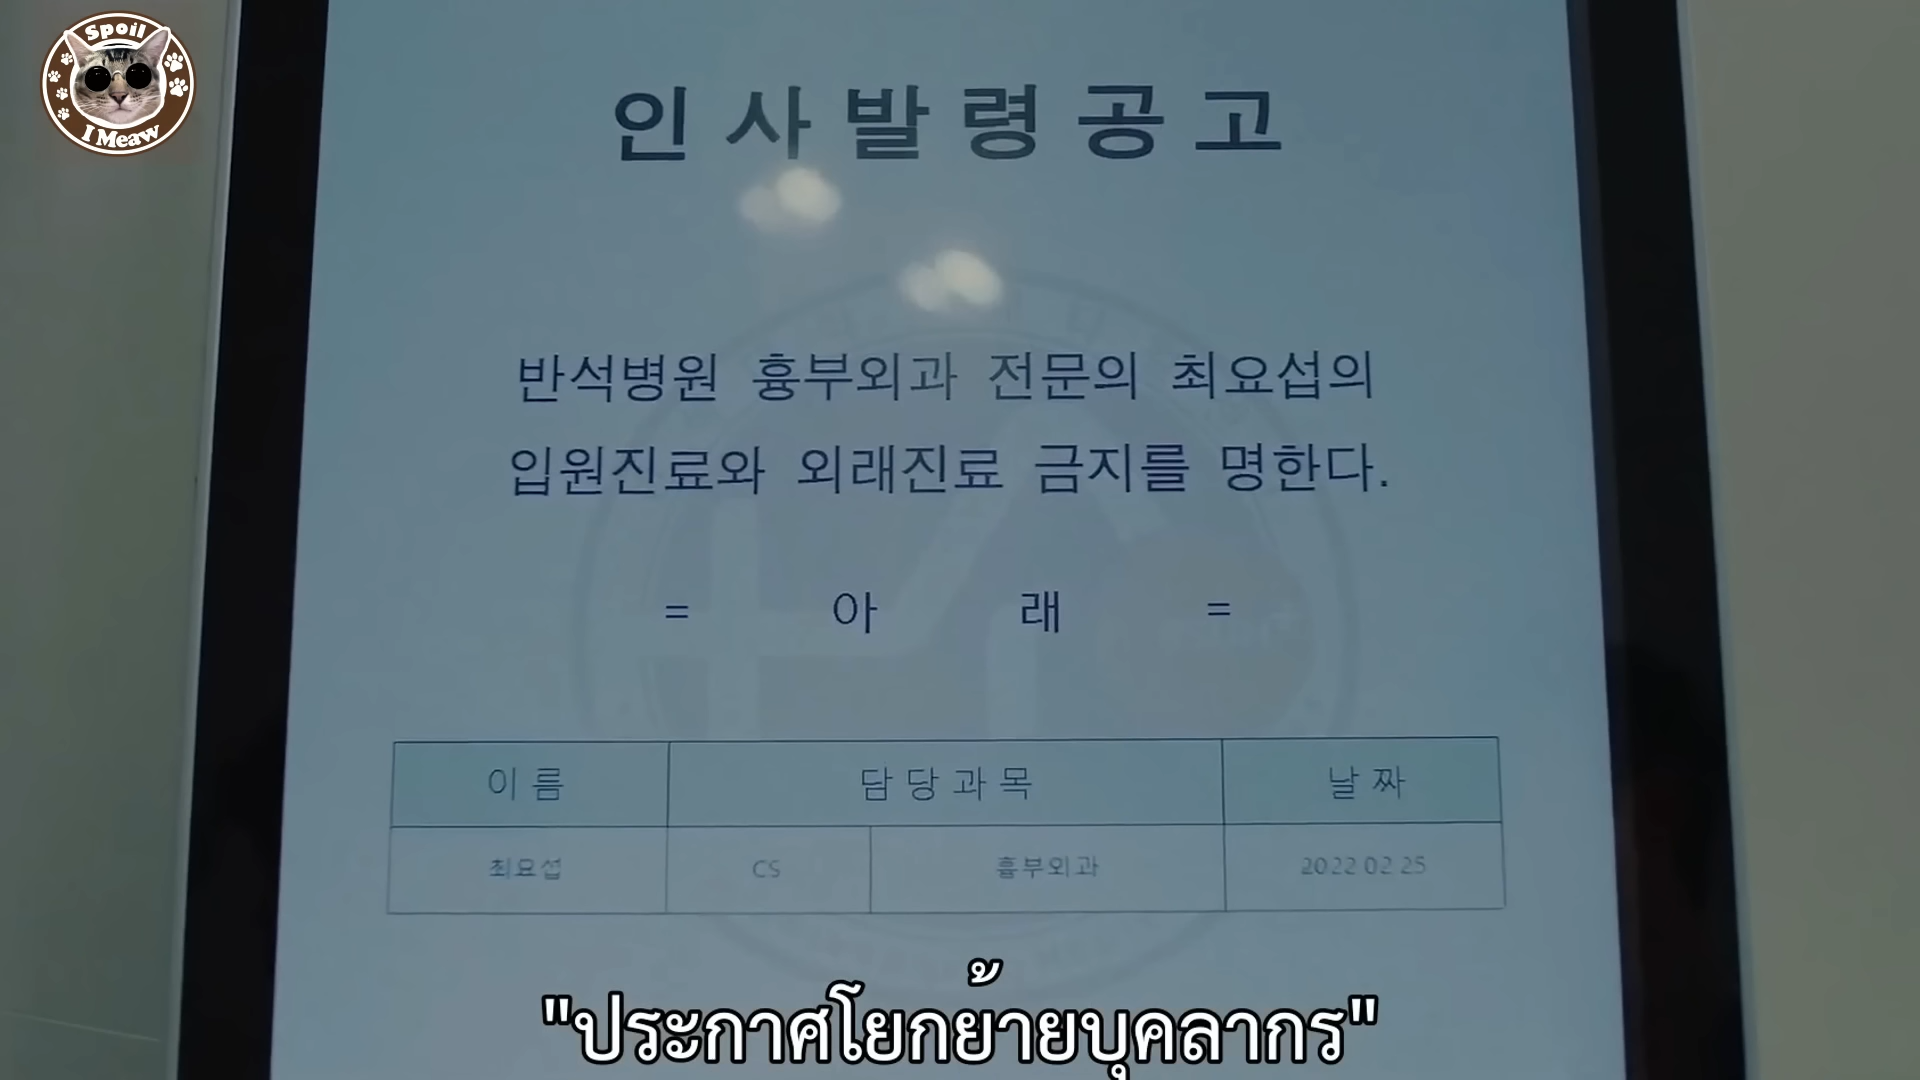 Spoil
I Meaw
인사발령공고
반석병원 흉부외과 전문의 최요섭의
입원진료와 외래진료 금지를 명한다.
= 아 래 =
이름 담당과목 날짜
최요섭 CS 흉부외과 2022 02 25
"ประกาศโยกย้ายบุคลากร"